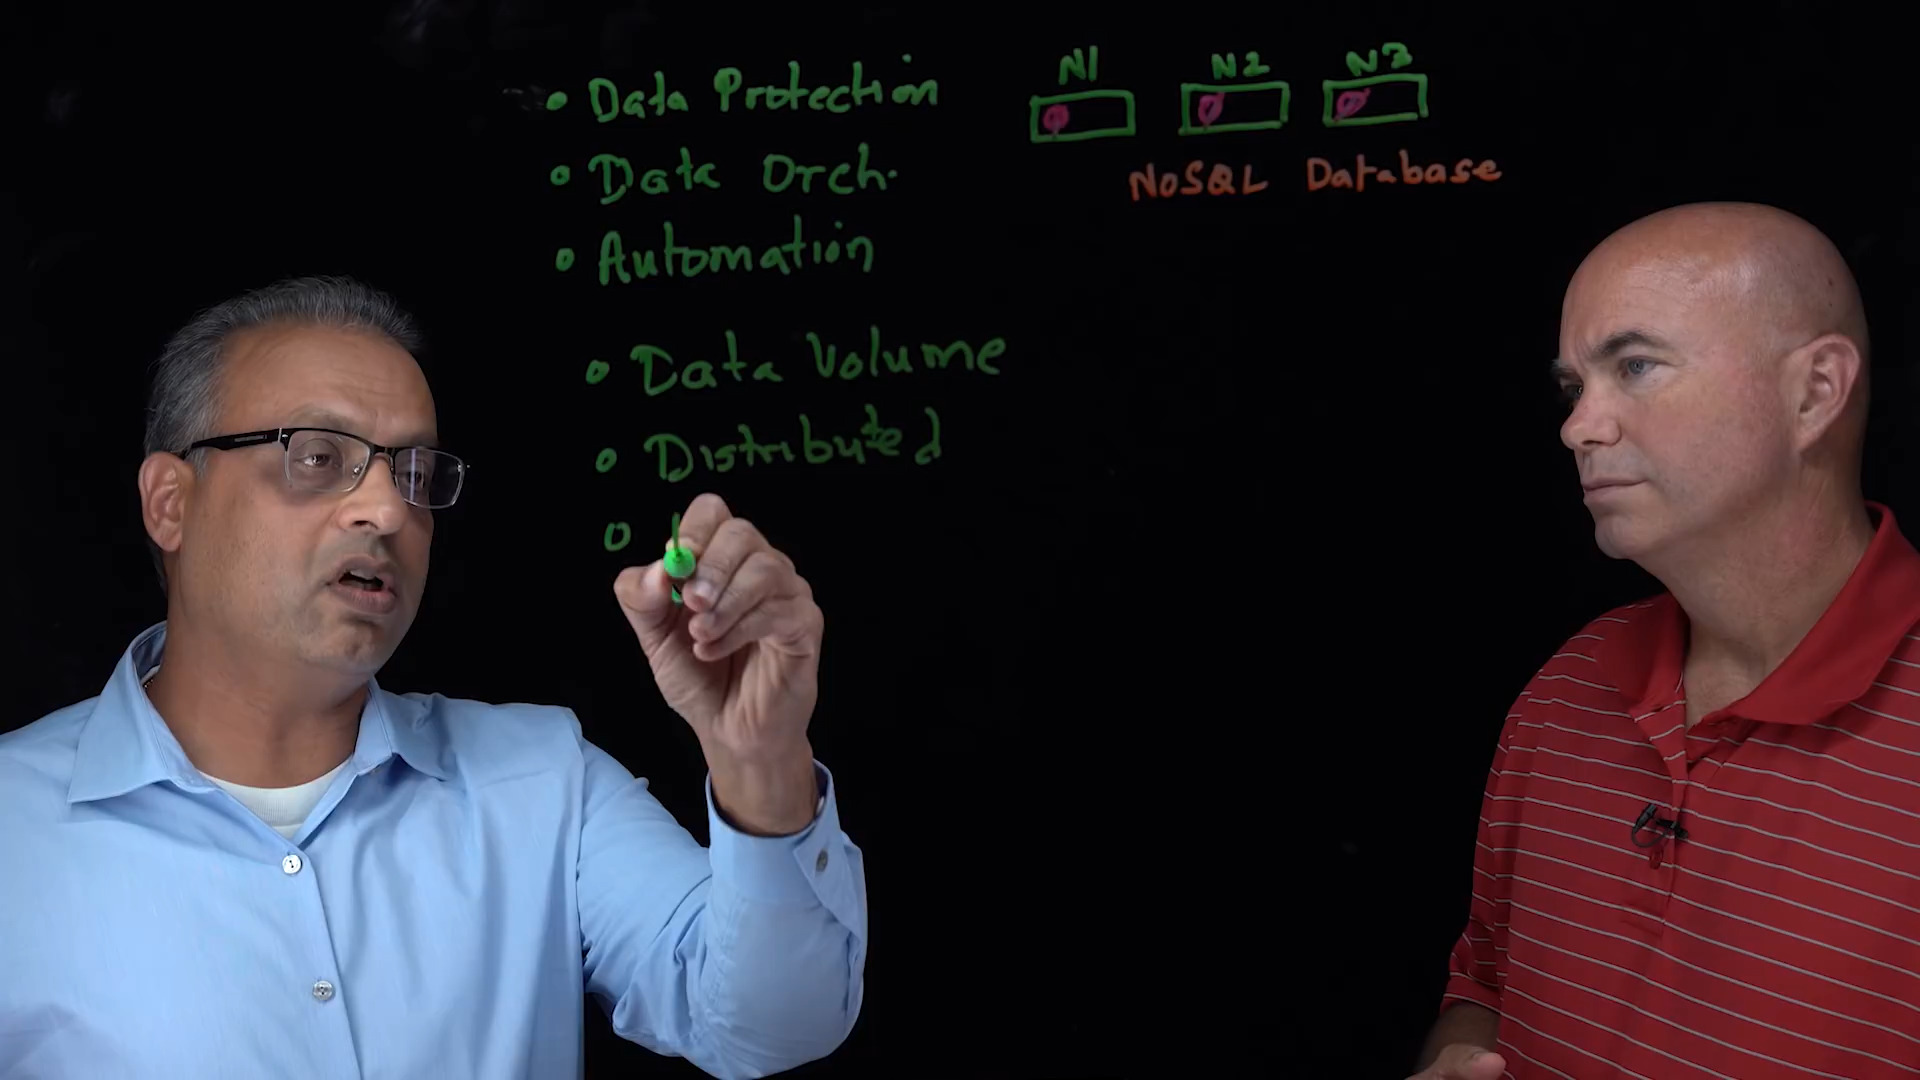 Data Protection
Data Orch.
Automation
Data Volume
Distributed
N1 N2 N3
NoSQL Database